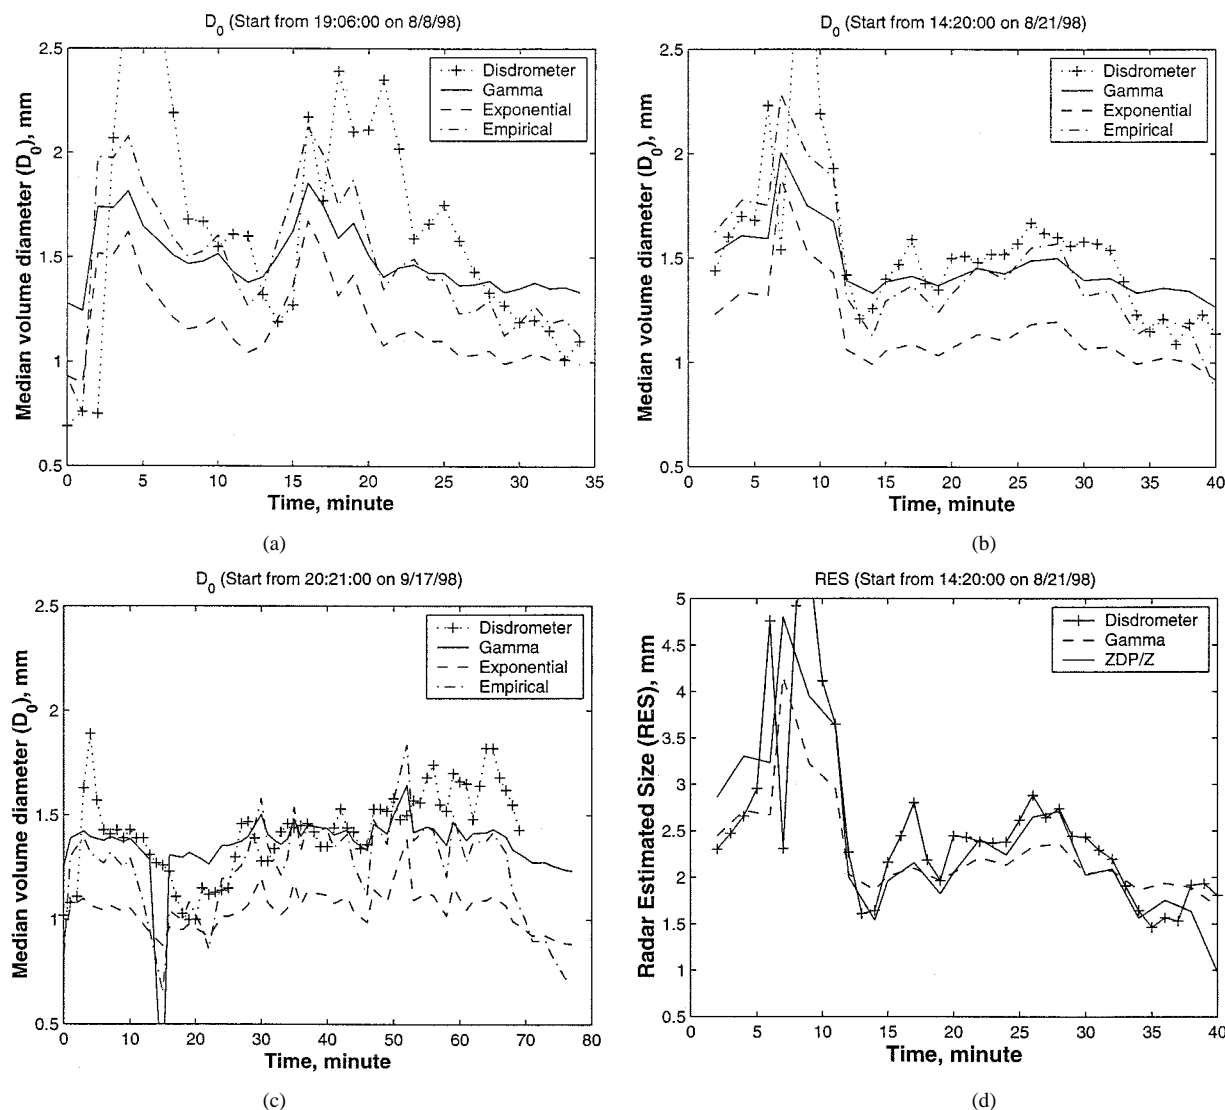 D0 (Start from 19:06:00 on 8/8/98)
2.5
2
1.5
1
0.5
Median volume diameter (D0), mm
Disdrometer
Gamma
Exponential
Empirical
0 5 10 15 20 25 30 35
Time, minute
(a)
D0 (Start from 14:20:00 on 8/21/98)
2.5
2
1.5
1
0.5
Median volume diameter (D0), mm
Disdrometer
Gamma
Exponential
Empirical
0 5 10 15 20 25 30 35 40
Time, minute
(b)
D0 (Start from 20:21:00 on 9/17/98)
2.5
2
1.5
1
0.5
Median volume diameter (D0), mm
Disdrometer
Gamma
Exponential
Empirical
0 10 20 30 40 50 60 70 80
Time, minute
(c)
RES (Start from 14:20:00 on 8/21/98)
5
4.5
4
3.5
3
2.5
2
1.5
1
0.5
Radar Estimated Size (RES), mm
Disdrometer
Gamma
ZDP/Z
0 5 10 15 20 25 30 35 40
Time, minute
(d)